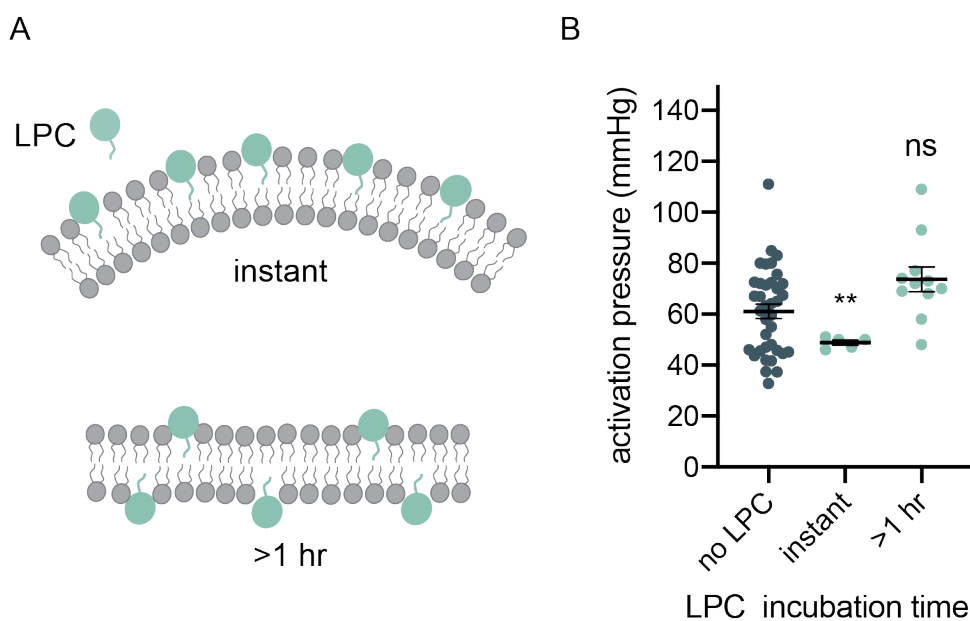 A
LPC
instant
>1 hr
B
activation pressure (mmHg)
140
120
100
80
60
40
20
0
ns
**
no LPC
instant
>1 hr
LPC incubation time